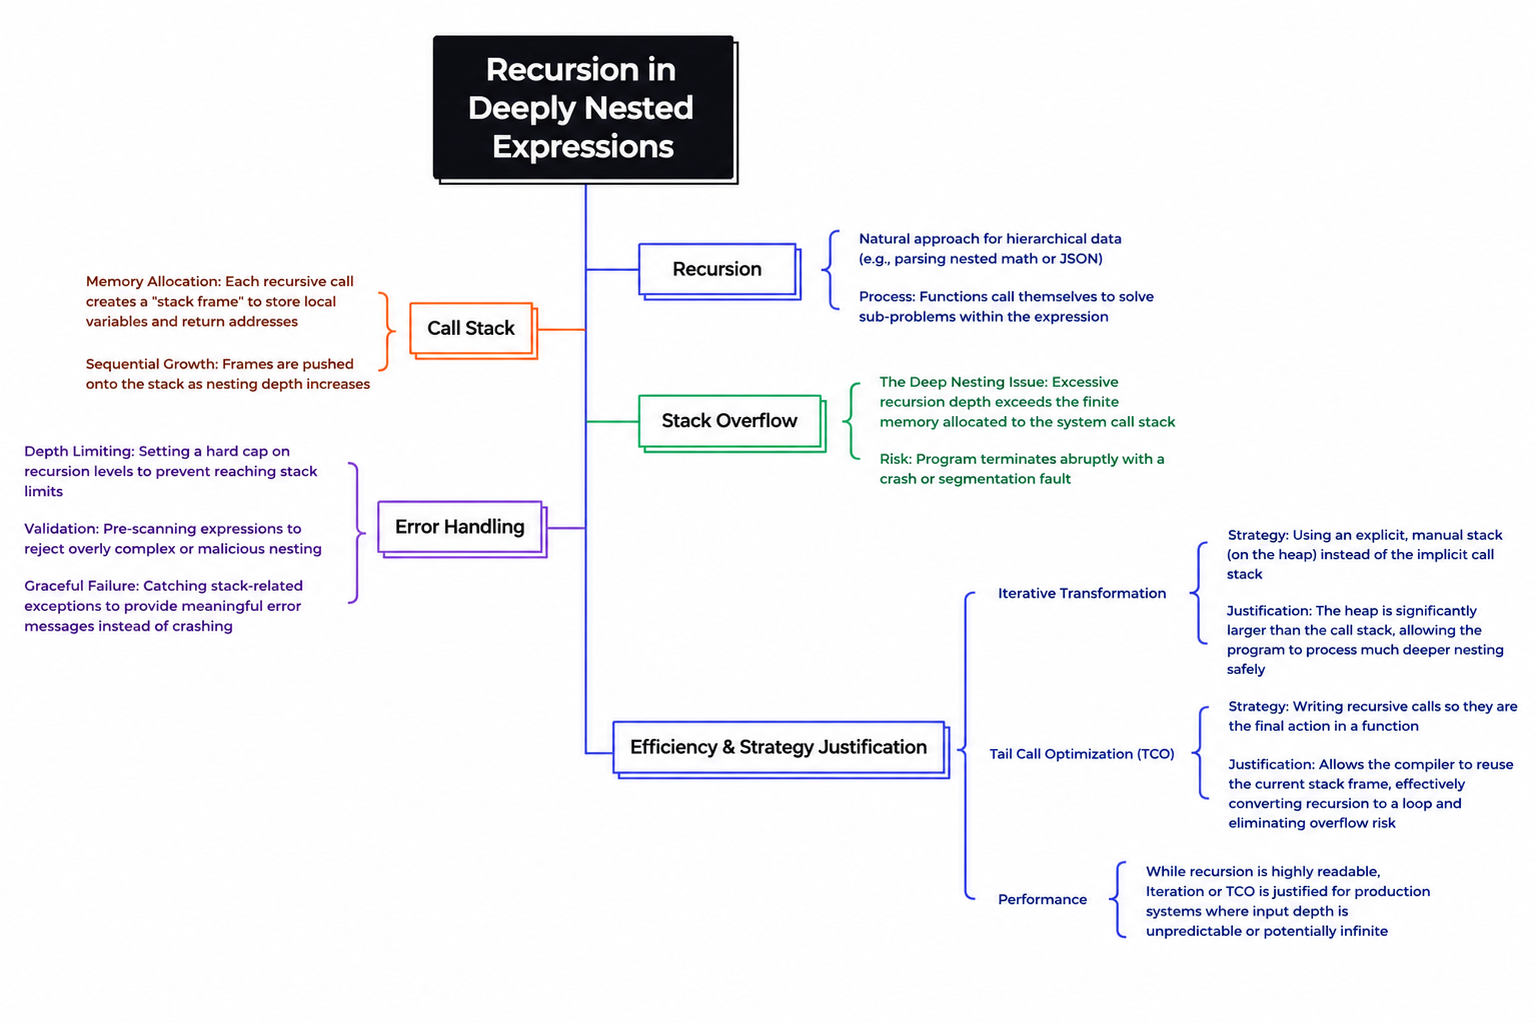 Recursion in
Deeply Nested
Expressions
Recursion
Natural approach for hierarchical data
(e.g., parsing nested math or JSON)
Process: Functions call themselves to solve
sub-problems within the expression
Call Stack
Memory Allocation: Each recursive call
creates a "stack frame" to store local
variables and return addresses
Sequential Growth: Frames are pushed
onto the stack as nesting depth increases
Stack Overflow
The Deep Nesting Issue: Excessive
recursion depth exceeds the finite
memory allocated to the system call stack
Risk: Program terminates abruptly with a
crash or segmentation fault
Error Handling
Depth Limiting: Setting a hard cap on
recursion levels to prevent reaching stack
limits
Validation: Pre-scanning expressions to
reject overly complex or malicious nesting
Graceful Failure: Catching stack-related
exceptions to provide meaningful error
messages instead of crashing
Efficiency & Strategy Justification
Iterative Transformation
Strategy: Using an explicit, manual stack
(on the heap) instead of the implicit call
stack
Justification: The heap is significantly
larger than the call stack, allowing the
program to process much deeper nesting
safely
Tail Call Optimization (TCO)
Strategy: Writing recursive calls so they are
the final action in a function
Justification: Allows the compiler to reuse
the current stack frame, effectively
converting recursion to a loop and
eliminating overflow risk
Performance
While recursion is highly readable,
Iteration or TCO is justified for production
systems where input depth is
unpredictable or potentially infinite